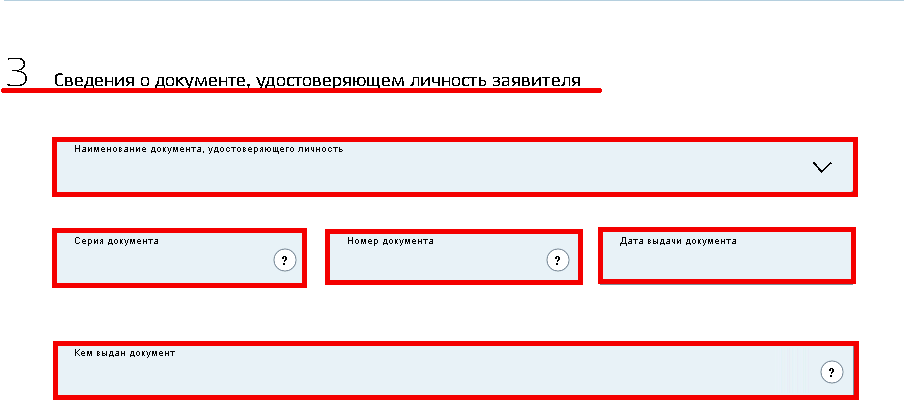 3 Сведения о документе, удостоверяющем личность заявителя
Наименование документа, удостоверяющего личность
Серия документа ? Номер документа ? Дата выдачи документа
Кем выдан документ ?